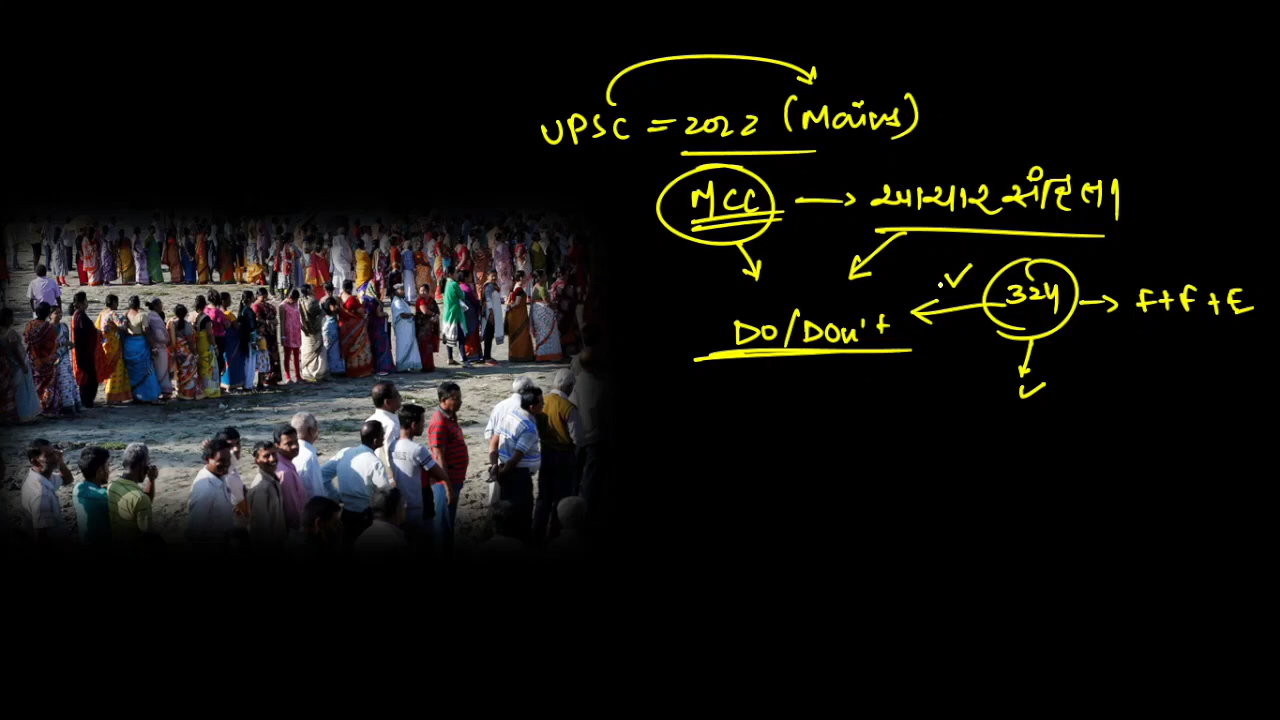 UPSC = 2022 (Mains)
MCC → આચાર સંહિતા
324 → F+F+E
DO/DON't